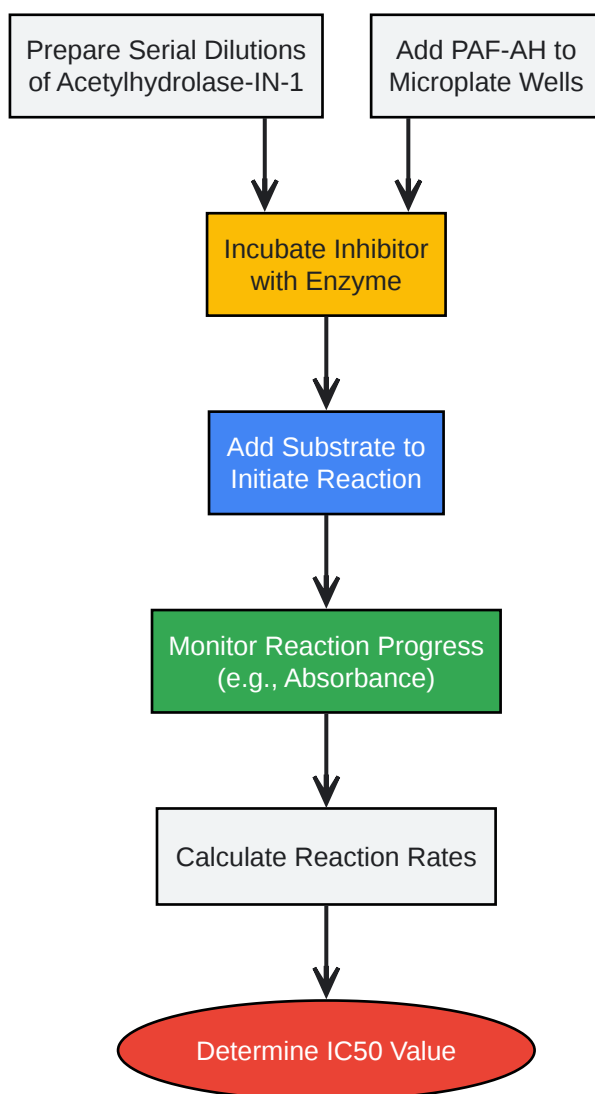 Prepare Serial Dilutions
of Acetylhydrolase-IN-1
Add PAF-AH to
Microplate Wells
Incubate Inhibitor
with Enzyme
Add Substrate to
Initiate Reaction
Monitor Reaction Progress
(e.g., Absorbance)
Calculate Reaction Rates
Determine IC50 Value